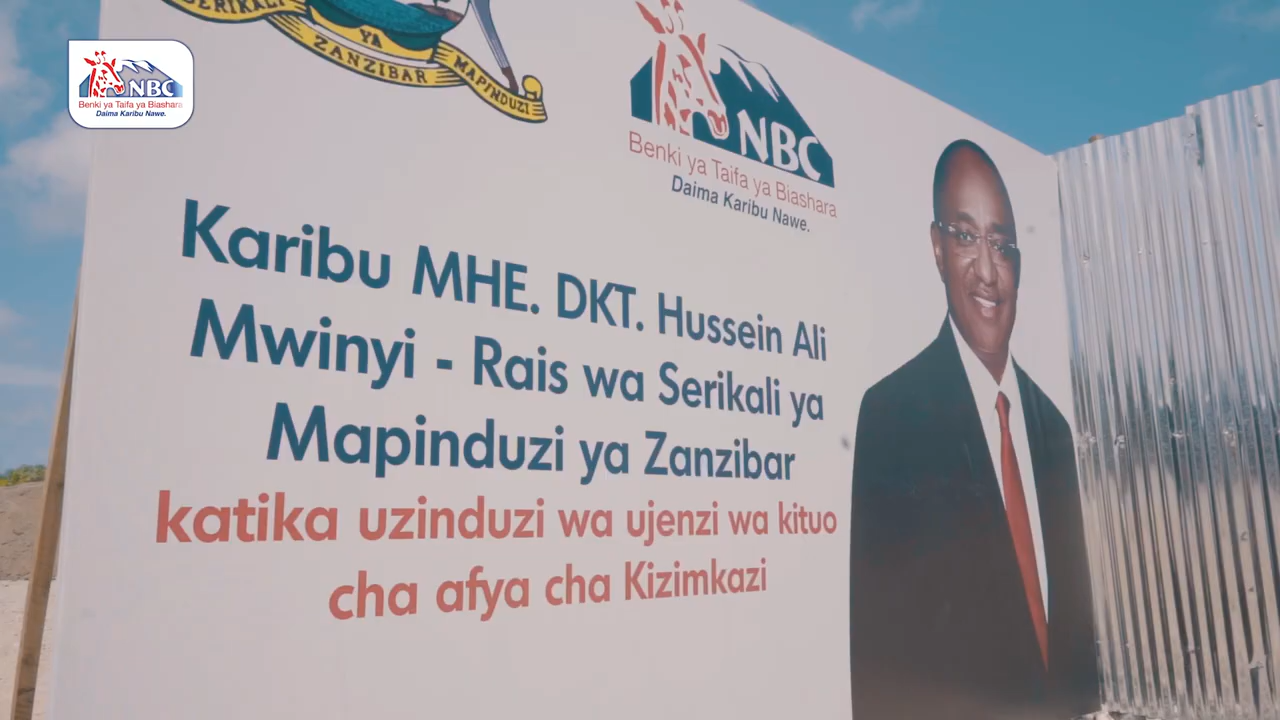 NBC
Benki ya Taifa ya Biashara
Daima Karibu Nawe.
SERIKALI YA ZANZIBAR MAPINDUZI
NBC
Benki ya Taifa ya Biashara
Daima Karibu Nawe.
Karibu MHE. DKT. Hussein Ali
Mwinyi - Rais wa Serikali ya
Mapinduzi ya Zanzibar
katika uzinduzi wa ujenzi wa kituo
cha afya cha Kizimkazi